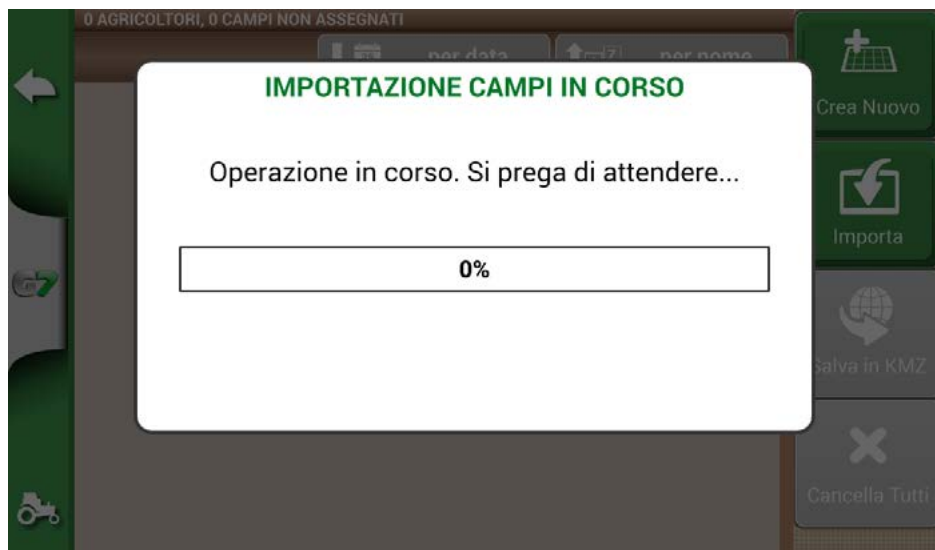 0 AGRICOLTORI, 0 CAMPI NON ASSEGNATI
per data
per nome
IMPORTAZIONE CAMPI IN CORSO
Operazione in corso. Si prega di attendere...
0%
G7
Crea Nuovo
Importa
Salva in KMZ
Cancella Tutti